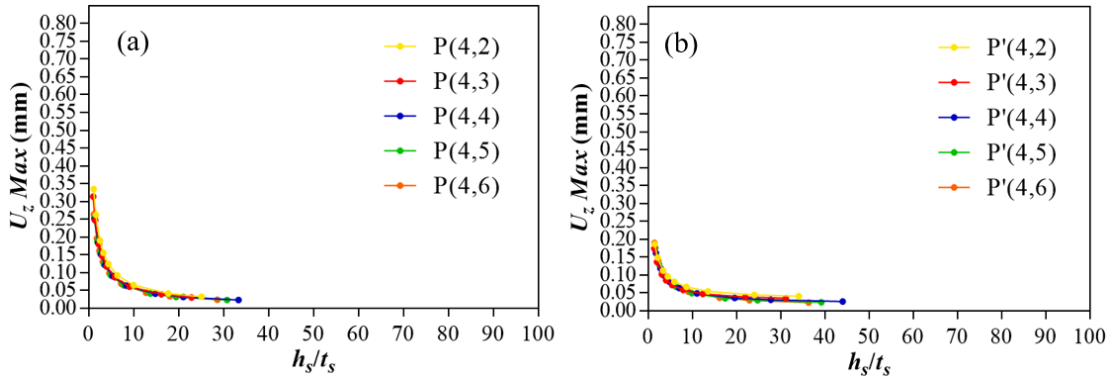 (a)
U_z Max (mm)
0.80
0.75
0.70
0.65
0.60
0.55
0.50
0.45
0.40
0.35
0.30
0.25
0.20
0.15
0.10
0.05
0.00
P(4,2)
P(4,3)
P(4,4)
P(4,5)
P(4,6)
0 10 20 30 40 50 60 70 80 90 100
h_s/t_s
(b)
U_z Max (mm)
0.80
0.75
0.70
0.65
0.60
0.55
0.50
0.45
0.40
0.35
0.30
0.25
0.20
0.15
0.10
0.05
0.00
P'(4,2)
P'(4,3)
P'(4,4)
P'(4,5)
P'(4,6)
0 10 20 30 40 50 60 70 80 90 100
h_s/t_s